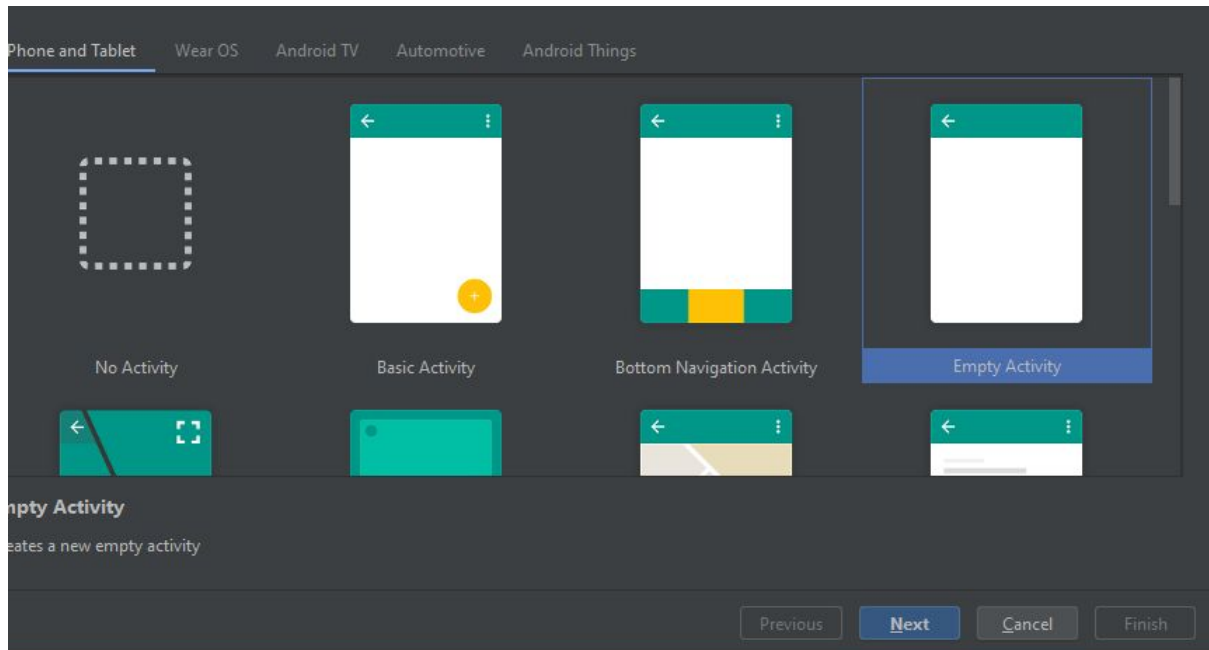 Phone and Tablet Wear OS Android TV Automotive Android Things
No Activity Basic Activity Bottom Navigation Activity Empty Activity
mpty Activity
eates a new empty activity
Previous Next Cancel Finish